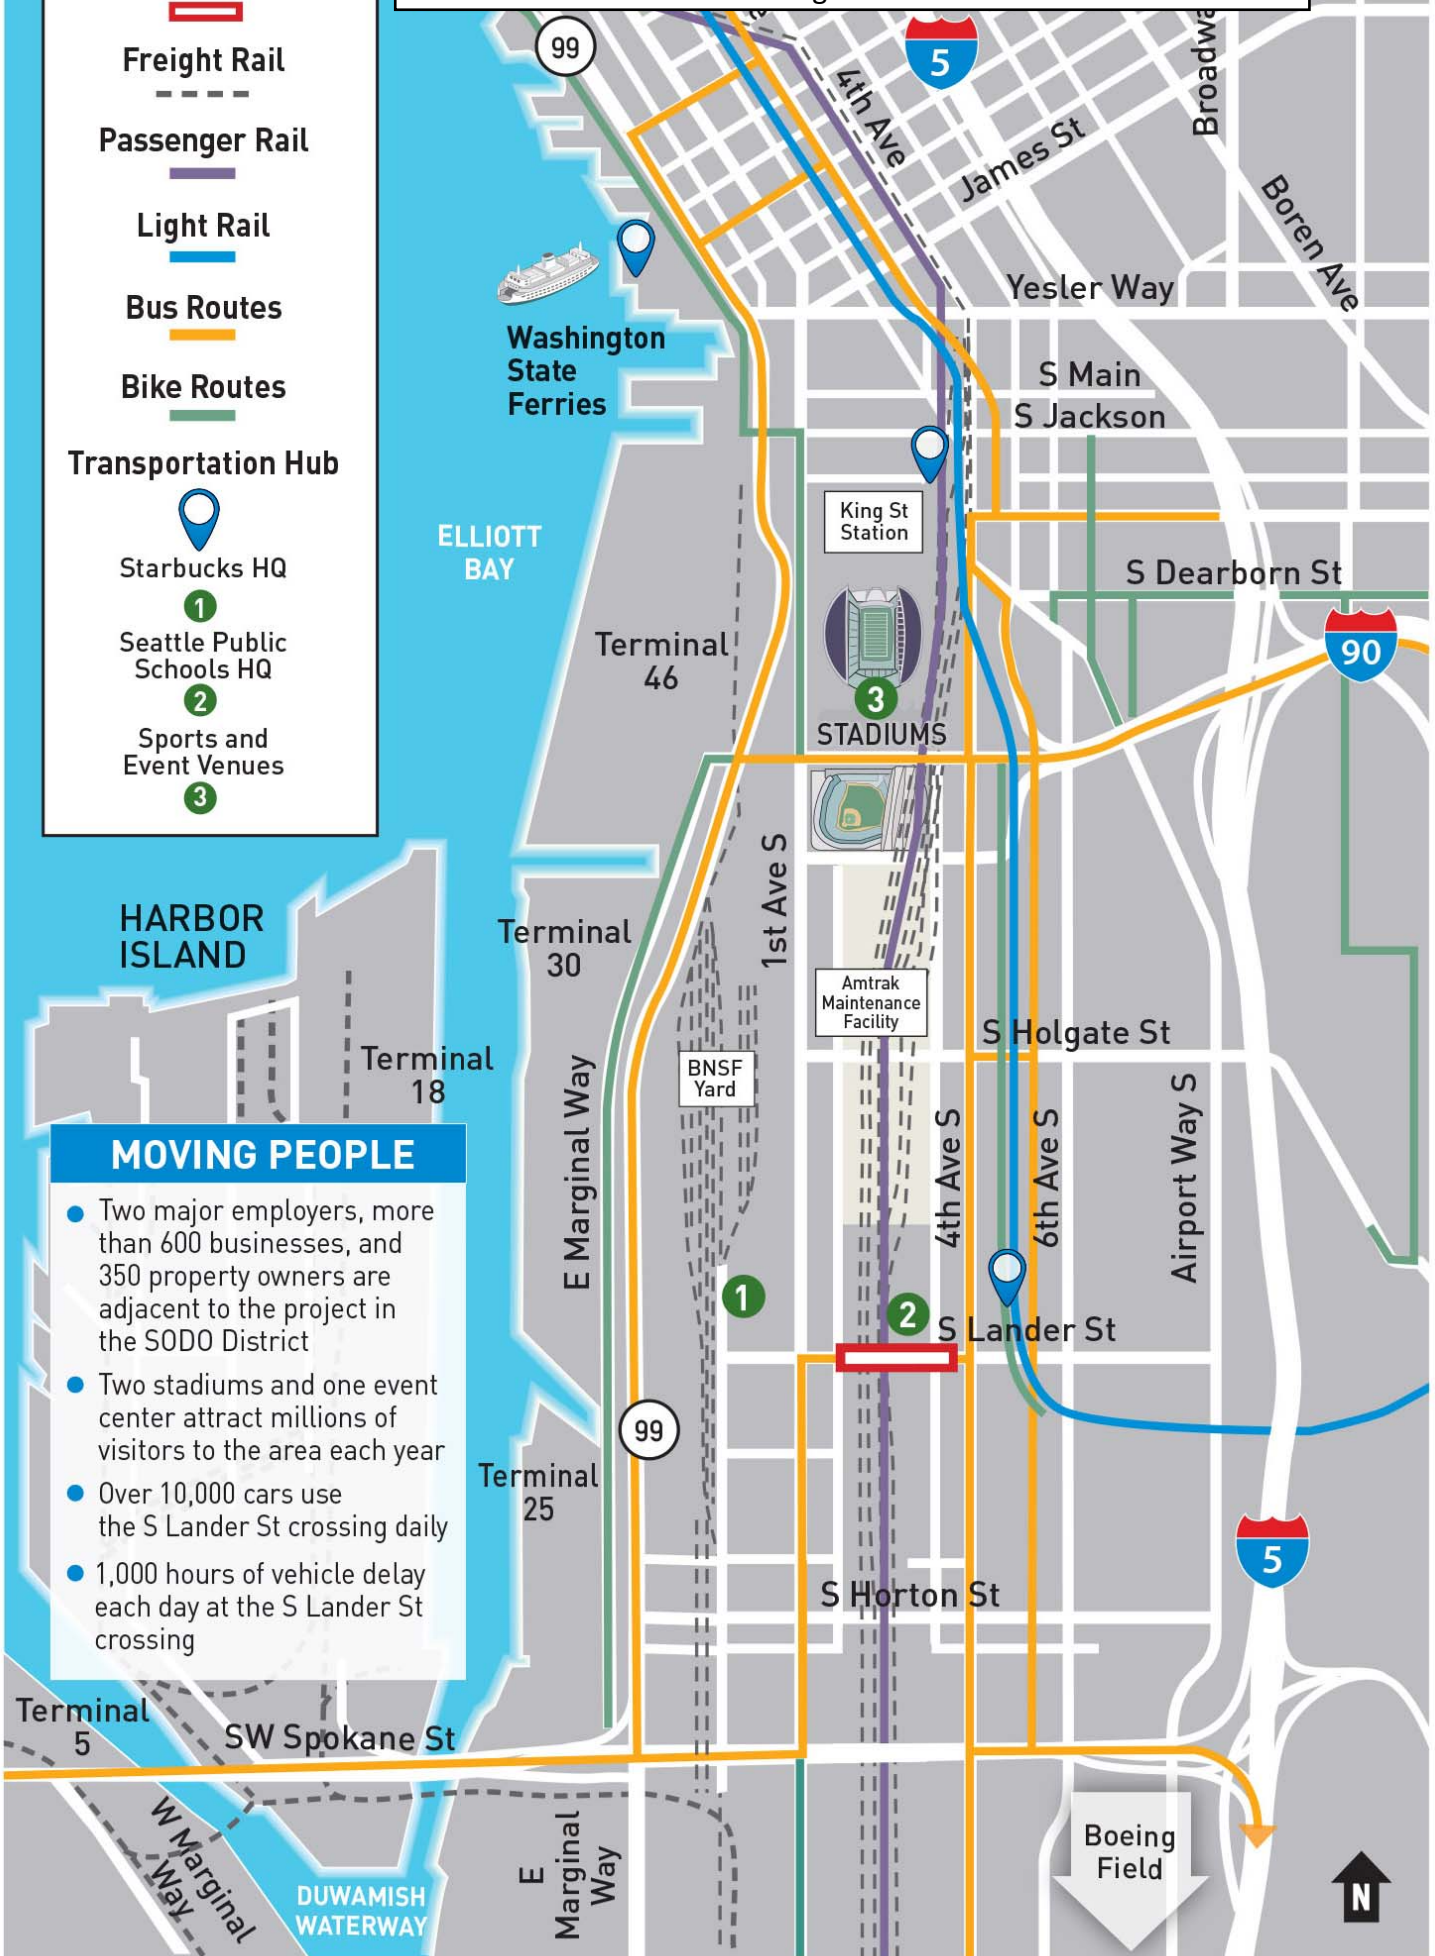 Freight Rail
Passenger Rail
Light Rail
Bus Routes
Bike Routes
Transportation Hub
Starbucks HQ
1
Seattle Public
Schools HQ
2
Sports and
Event Venues
3
99
5
4th Ave
James St
Boren Ave
Yesler Way
Washington
State
Ferries
S Main
S Jackson
King St
Station
ELLIOTT
BAY
S Dearborn St
90
Terminal
46
3
STADIUMS
1st Ave S
HARBOR
ISLAND
Terminal
30
Amtrak
Maintenance
Facility
S Holgate St
Terminal
18
BNSF
Yard
E Marginal Way
4th Ave S
6th Ave S
Airport Way S
MOVING PEOPLE
Two major employers, more
than 600 businesses, and
350 property owners are
adjacent to the project in
the SODO District
Two stadiums and one event
center attract millions of
visitors to the area each year
Over 10,000 cars use
the S Lander St crossing daily
1,000 hours of vehicle delay
each day at the S Lander St
crossing
1
2
S Lander St
99
Terminal
25
5
S Horton St
Terminal
5
SW Spokane St
W Marginal
Way
E
Marginal
Way
DUWAMISH
WATERWAY
Boeing
Field
N